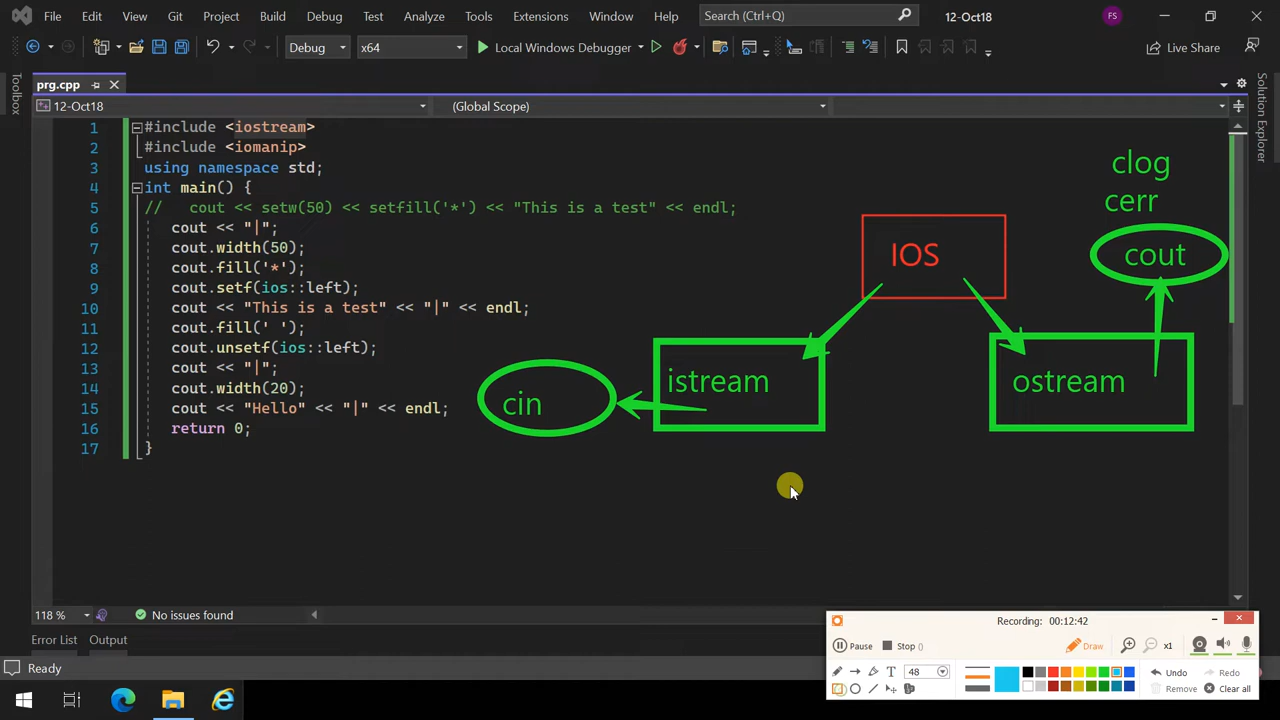 File Edit View Git Project Build Debug Test Analyze Tools Extensions Window Help Search (Ctrl+Q) 12-Oct18 FS
Debug x64 Local Windows Debugger Live Share
prg.cpp
12-Oct18 (Global Scope)
Toolbox
Solution Explorer
1 #include <iostream>
2 #include <iomanip>
3 using namespace std;
4 int main() {
5 // cout << setw(50) << setfill('*') << "This is a test" << endl;
6 cout << "|";
7 cout.width(50);
8 cout.fill('*');
9 cout.setf(ios::left);
10 cout << "This is a test" << "|" << endl;
11 cout.fill(' ');
12 cout.unsetf(ios::left);
13 cout << "|";
14 cout.width(20);
15 cout << "Hello" << "|" << endl;
16 return 0;
17 }
clog
cerr
cout
IOS
istream
ostream
cin
118 % No issues found
Error List Output
Ready
Recording: 00:12:42
Pause Stop () Draw x1
T 48 Undo Redo
Remove Clear all